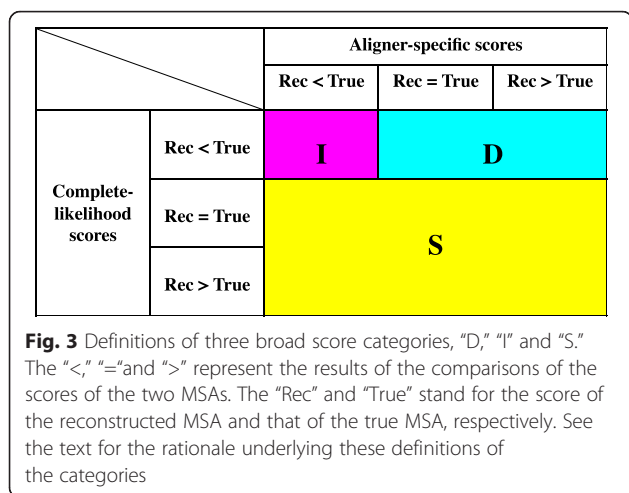 Aligner-specific scores
Rec < True
Rec = True
Rec > True
Complete-
likelihood
scores
Rec < True
I
D
Rec = True
S
Rec > True
Fig. 3 Definitions of three broad score categories, “D,” “I” and “S.”
The “<,” “=“and “>” represent the results of the comparisons of the
scores of the two MSAs. The “Rec” and “True” stand for the score of
the reconstructed MSA and that of the true MSA, respectively. See
the text for the rationale underlying these definitions of
the categories